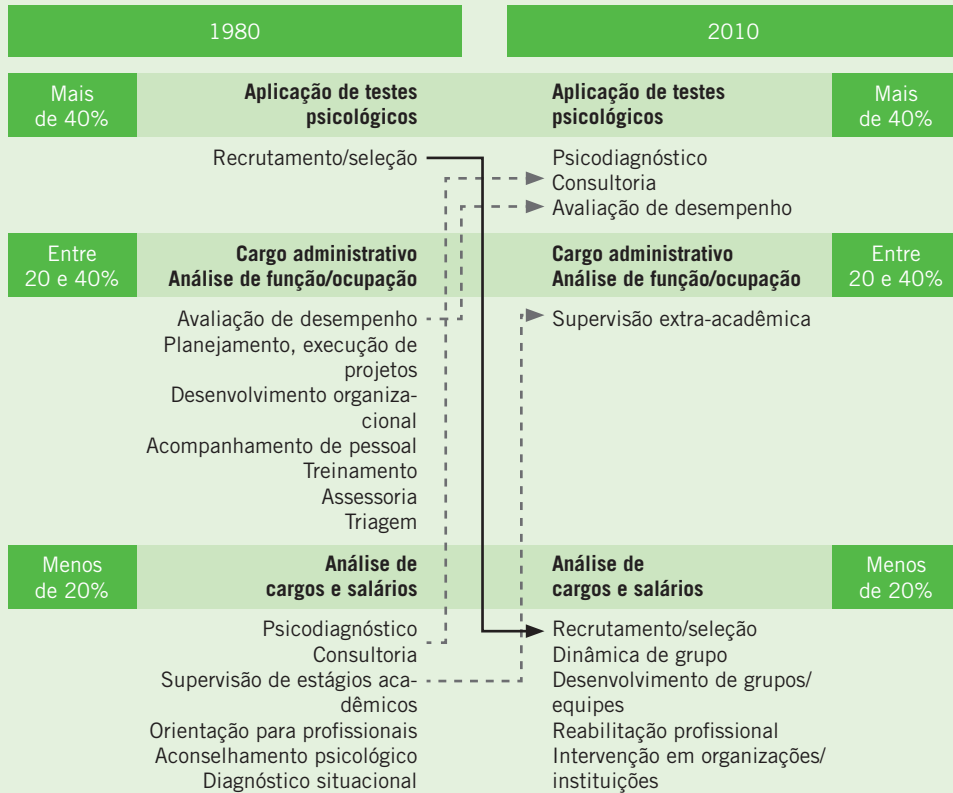 1980
2010
Mais
de 40%
Aplicação de testes
psicológicos
Aplicação de testes
psicológicos
Mais
de 40%
Recrutamento/seleção
Psicodiagnóstico
Consultoria
Avaliação de desempenho
Entre
20 e 40%
Cargo administrativo
Análise de função/ocupação
Cargo administrativo
Análise de função/ocupação
Entre
20 e 40%
Avaliação de desempenho
Planejamento, execução de
projetos
Desenvolvimento organiza-
cional
Acompanhamento de pessoal
Treinamento
Assessoria
Triagem
Supervisão extra-acadêmica
Menos
de 20%
Análise de
cargos e salários
Análise de
cargos e salários
Menos
de 20%
Psicodiagnóstico
Consultoria
Supervisão de estágios aca-
dêmicos
Orientação para profissionais
Aconselhamento psicológico
Diagnóstico situacional
Recrutamento/seleção
Dinâmica de grupo
Desenvolvimento de grupos/
equipes
Reabilitação profissional
Intervenção em organizações/
instituições